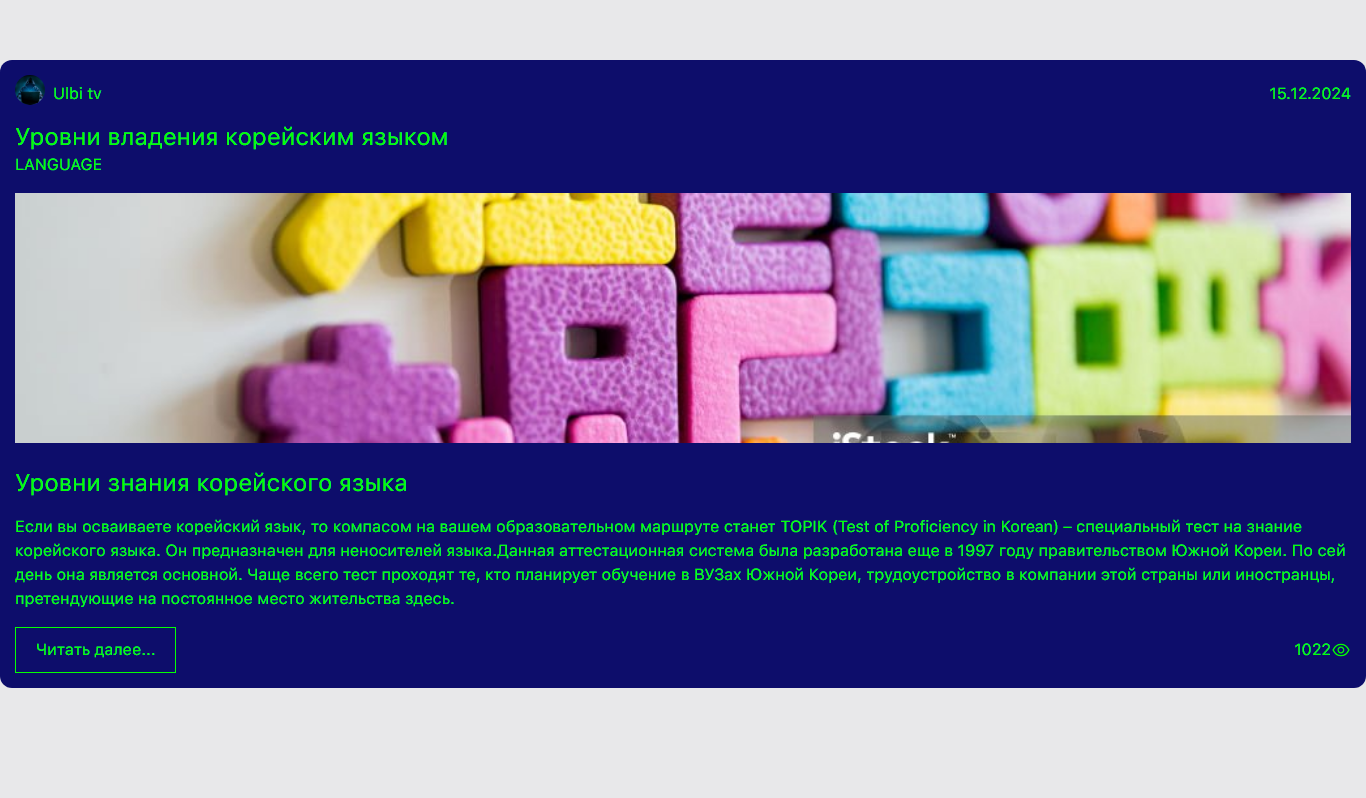 Ulbi tv
15.12.2024
Уровни владения корейским языком
LANGUAGE
iStock™
Уровни знания корейского языка
Если вы осваиваете корейский язык, то компасом на вашем образовательном маршруте станет TOPIK (Test of Proficiency in Korean) – специальный тест на знание
корейского языка. Он предназначен для неносителей языка.Данная аттестационная система была разработана еще в 1997 году правительством Южной Кореи. По сей
день она является основной. Чаще всего тест проходят те, кто планирует обучение в ВУЗах Южной Кореи, трудоустройство в компании этой страны или иностранцы,
претендующие на постоянное место жительства здесь.
Читать далее...
1022